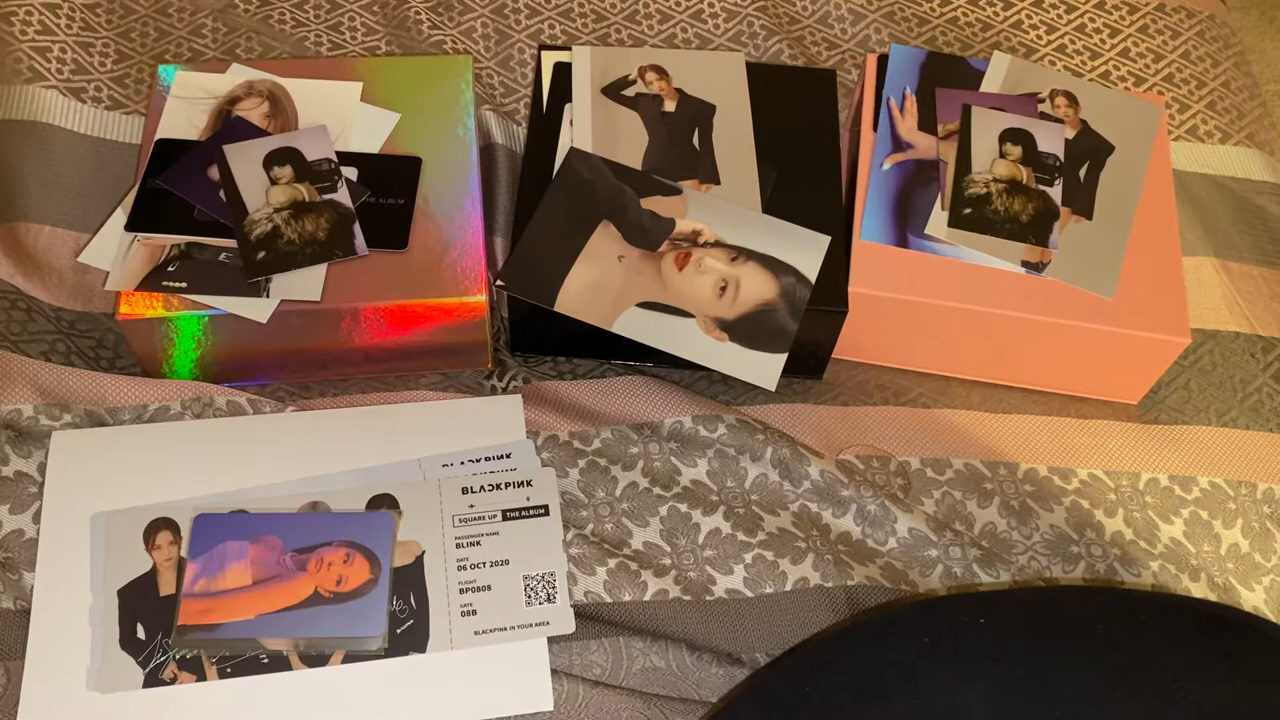 THE ALBUM
BLACKPINK
BLACKPINK
SQUARE UP THE ALBUM
PASSENGER NAME
BLINK
DATE
06 OCT 2020
FLIGHT
BP0808
GATE
08B
BLACKPINK IN YOUR AREA